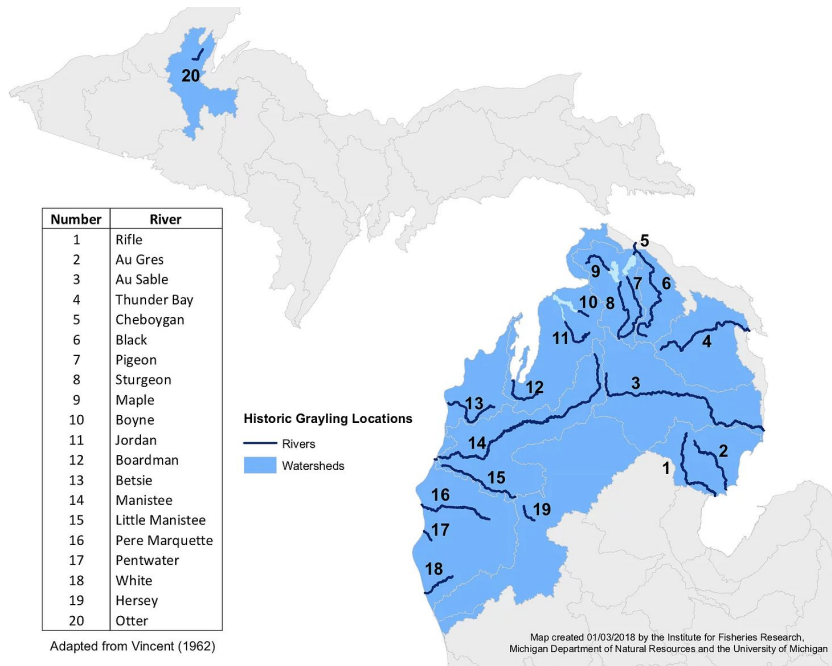 20
Number River
1 Rifle
2 Au Gres
3 Au Sable
4 Thunder Bay
5 Cheboygan
6 Black
7 Pigeon
8 Sturgeon
9 Maple
10 Boyne
11 Jordan
12 Boardman
13 Betsie
14 Manistee
15 Little Manistee
16 Pere Marquette
17 Pentwater
18 White
19 Hersey
20 Otter
Adapted from Vincent (1962)
Historic Grayling Locations
Rivers
Watersheds
5
9
7
6
8
10
11
4
3
12
13
14
2
1
15
16
19
17
18
Map created 01/03/2018 by the Institute for Fisheries Research,
Michigan Department of Natural Resources and the University of Michigan